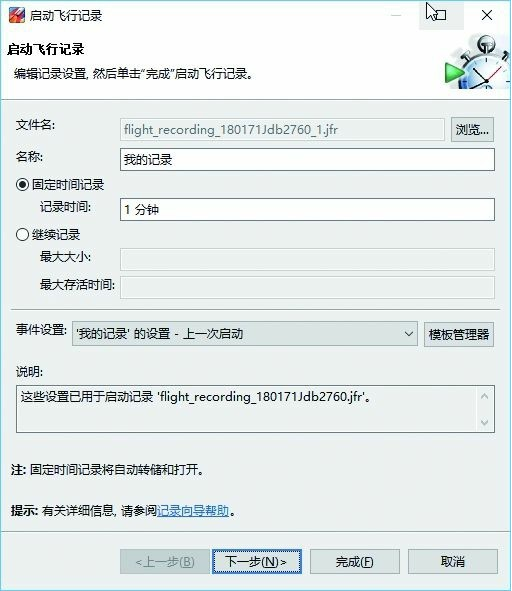 启动飞行记录
启动飞行记录
编辑记录设置, 然后单击“完成”启动飞行记录。
文件名: flight_recording_180171Jdb2760_1.jfr 浏览...
名称: 我的记录
固定时间记录
记录时间: 1 分钟
继续记录
最大大小:
最大存活时间:
事件设置: '我的记录' 的设置 - 上一次启动 模板管理器
说明:
这些设置已用于启动记录 'flight_recording_180171Jdb2760.jfr'。
注: 固定时间记录将自动转储和打开。
提示: 有关详细信息, 请参阅记录向导帮助。
<上一步(B) 下一步(N)> 完成(F) 取消